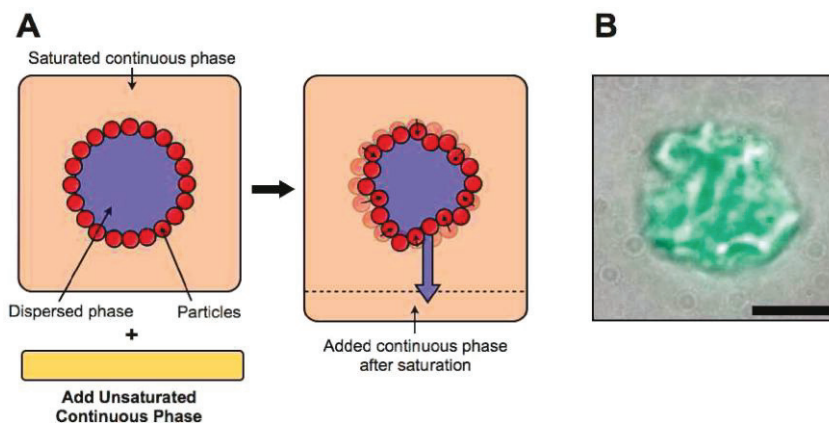 A
Saturated continuous phase
Dispersed phase
Particles
+
Add Unsaturated
Continuous Phase
Added continuous phase
after saturation
B